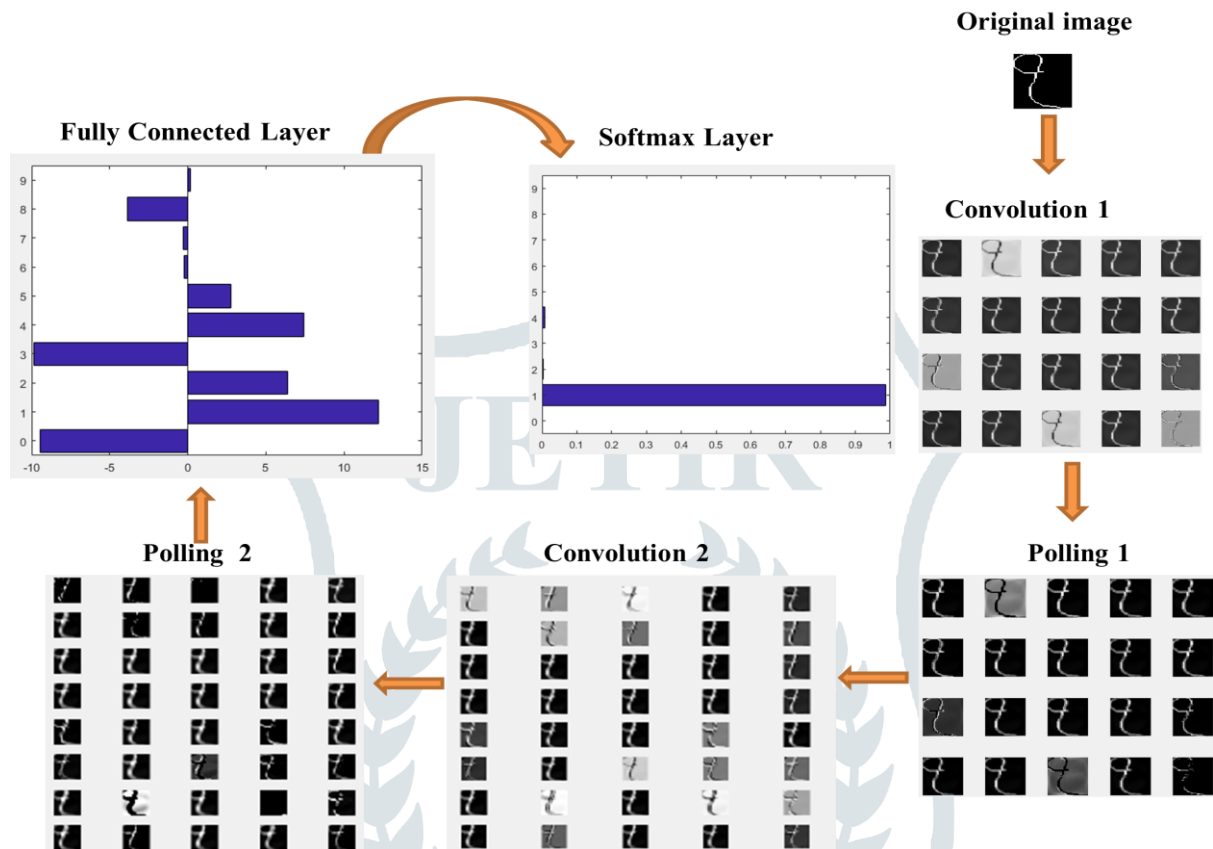 Original image
Fully Connected Layer
Softmax Layer
Convolution 1
9
8
7
6
5
4
3
2
1
0
-10 -5 0 5 10 15
9
8
7
6
5
4
3
2
1
0
0 0.1 0.2 0.3 0.4 0.5 0.6 0.7 0.8 0.9 1
JETIR
Polling 2
Convolution 2
Polling 1